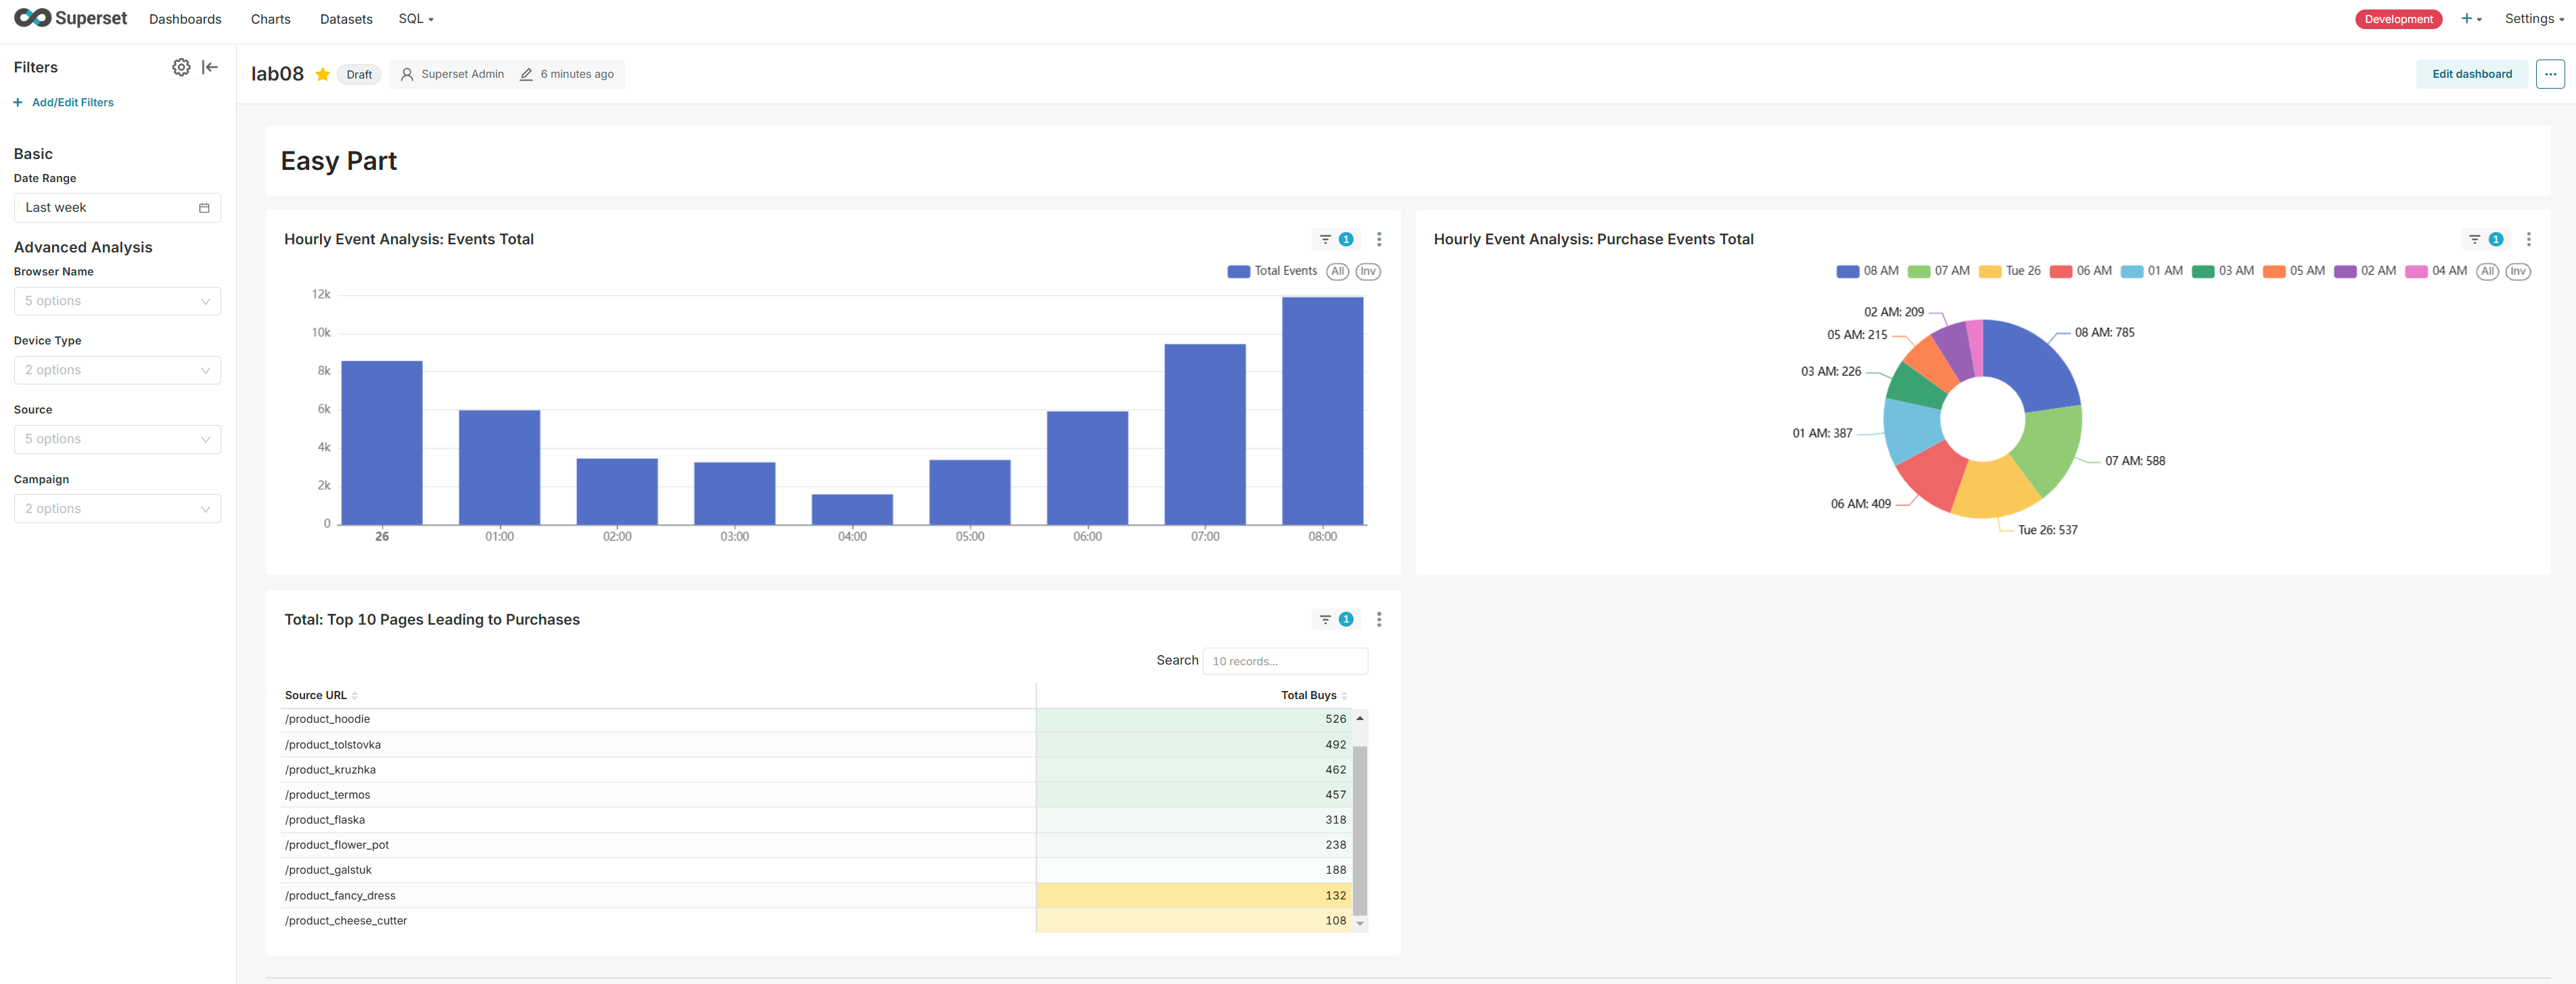 Superset Dashboards Charts Datasets SQL Development + Settings
Filters
+ Add/Edit Filters
Basic
Date Range
Last week
Advanced Analysis
Browser Name
5 options
Device Type
2 options
Source
5 options
Campaign
2 options
lab08 Draft Superset Admin 6 minutes ago Edit dashboard ...
Easy Part
Hourly Event Analysis: Events Total 1
Total Events All Inv
12k
10k
8k
6k
4k
2k
0
26 01:00 02:00 03:00 04:00 05:00 06:00 07:00 08:00
Hourly Event Analysis: Purchase Events Total 1
08 AM 07 AM Tue 26 06 AM 01 AM 03 AM 05 AM 02 AM 04 AM All Inv
02 AM: 209
08 AM: 785
05 AM: 215
03 AM: 226
01 AM: 387
07 AM: 588
06 AM: 409
Tue 26: 537
Total: Top 10 Pages Leading to Purchases 1
Search 10 records...
Source URL Total Buys
/product_hoodie 526
/product_tolstovka 492
/product_kruzhka 462
/product_termos 457
/product_flaska 318
/product_flower_pot 238
/product_galstuk 188
/product_fancy_dress 132
/product_cheese_cutter 108